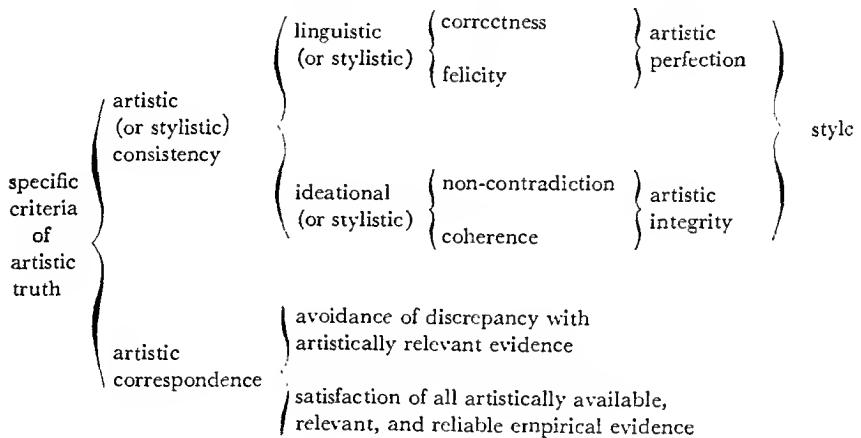 linguistic
(or stylistic)
correctness
felicity
artistic
perfection
artistic
(or stylistic)
consistency
style
specific
criteria
of
artistic
truth
ideational
(or stylistic)
non-contradiction
coherence
artistic
integrity
artistic
correspondence
avoidance of discrepancy with
artistically relevant evidence
satisfaction of all artistically available,
relevant, and reliable empirical evidence